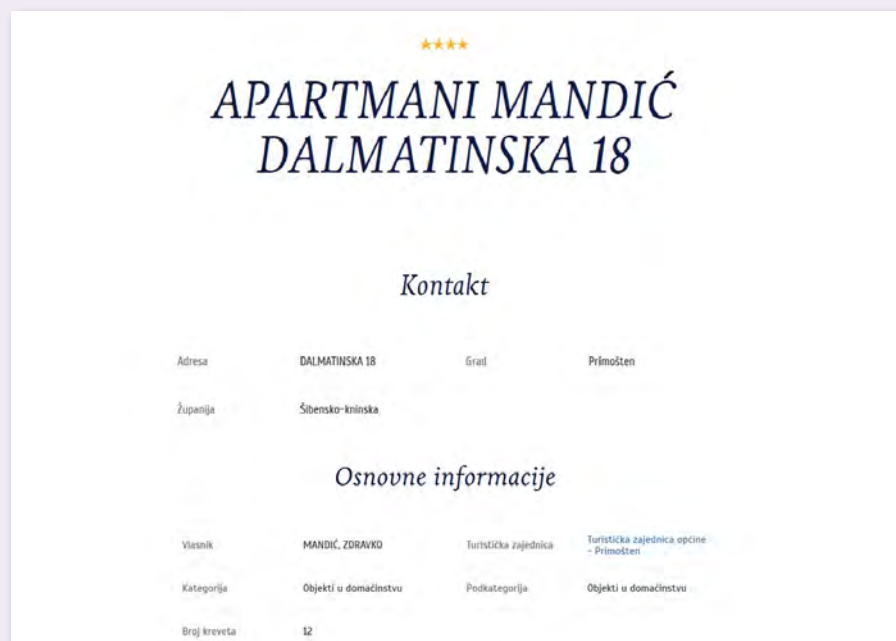 APARTMANI MANDIĆ
DALMATINSKA 18
Kontakt
Adresa DALMATINSKA 18 Grad Primošten
Županija Šibensko-kninska
Osnovne informacije
Vlasnik MANDIĆ, ZDRAVKO Turistička zajednica Turistička zajednica općine
- Primošten
Kategorija Objekti u domaćinstvu Podkategorija Objekti u domaćinstvu
Broj kreveta 12